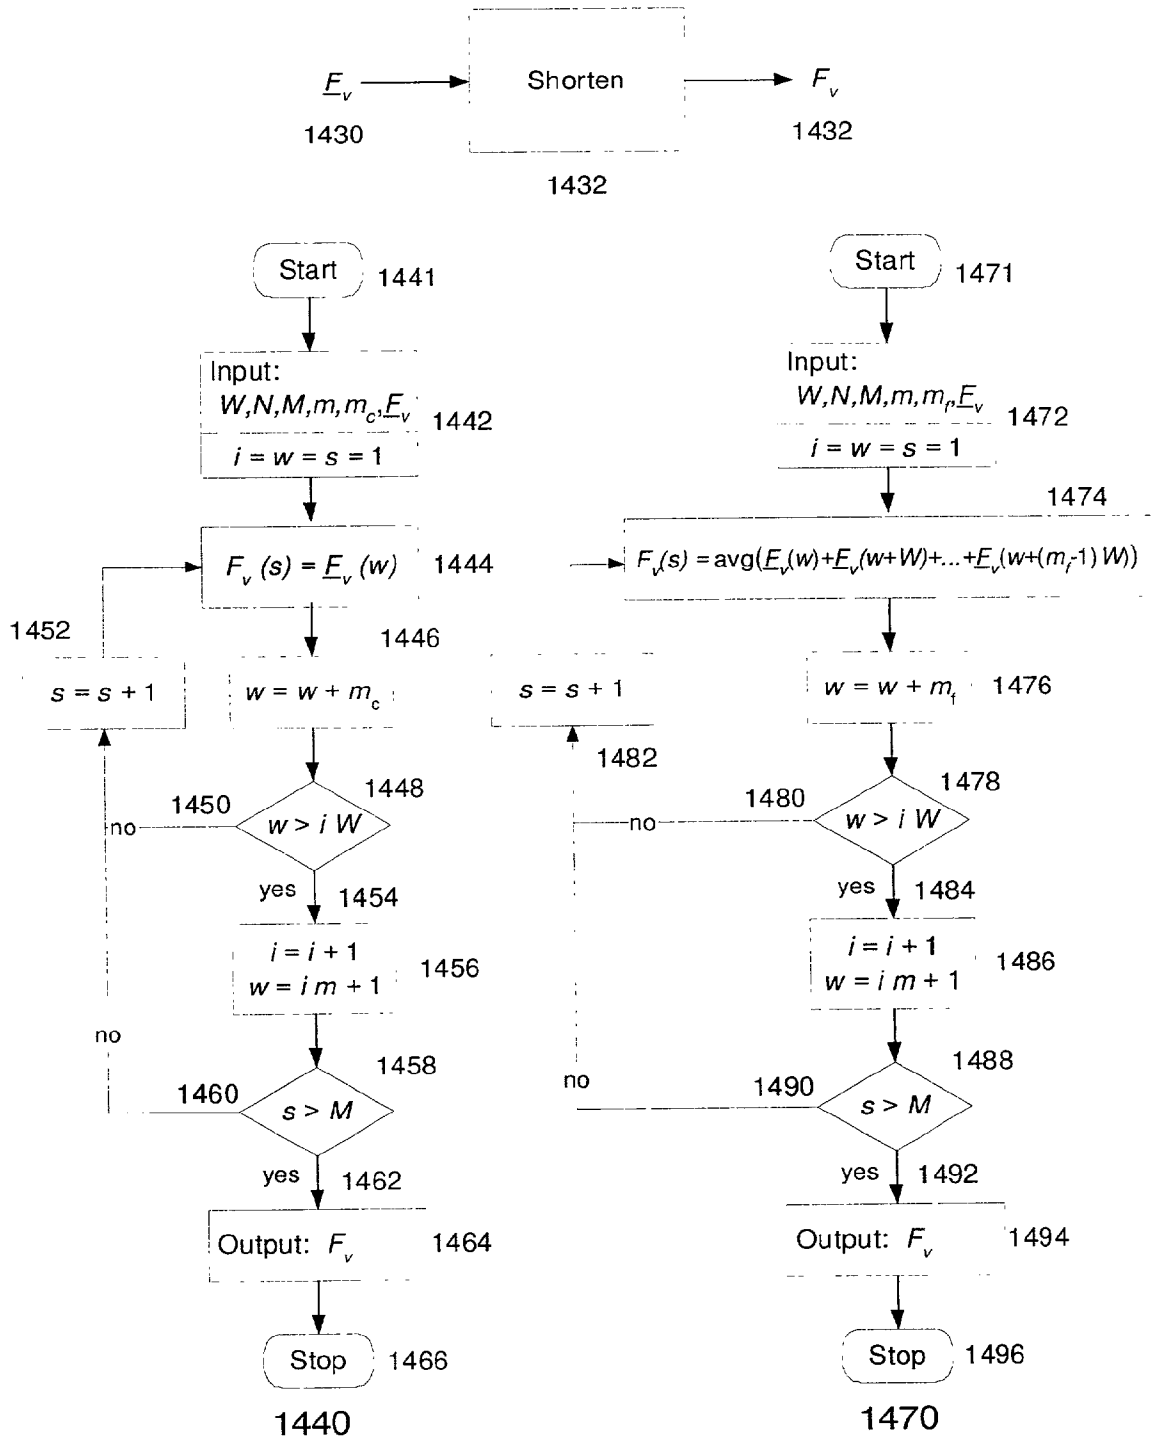 F_v Shorten F_v
1430 1432
1432
Start 1441
Input:
W,N,M,m,m_c,F_v 1442
i = w = s = 1
F_v (s) = F_v (w) 1444
1452 1446
s = s + 1 w = w + m_c
1450 1448
no w > i W
yes 1454
i = i + 1
w = i m + 1 1456
no
1460 1458
s > M
yes 1462
Output: F_v 1464
Stop 1466
1440
Start 1471
Input:
W,N,M,m,m_f,F_v 1472
i = w = s = 1
1474
F_v(s) = avg(F_v(w)+F_v(w+W)+...+F_v(w+(m_f-1) W))
s = s + 1 w = w + m_f 1476
1482
1480 1478
no w > i W
yes 1484
i = i + 1
w = i m + 1 1486
no 1490 1488
s > M
yes 1492
Output: F_v 1494
Stop 1496
1470